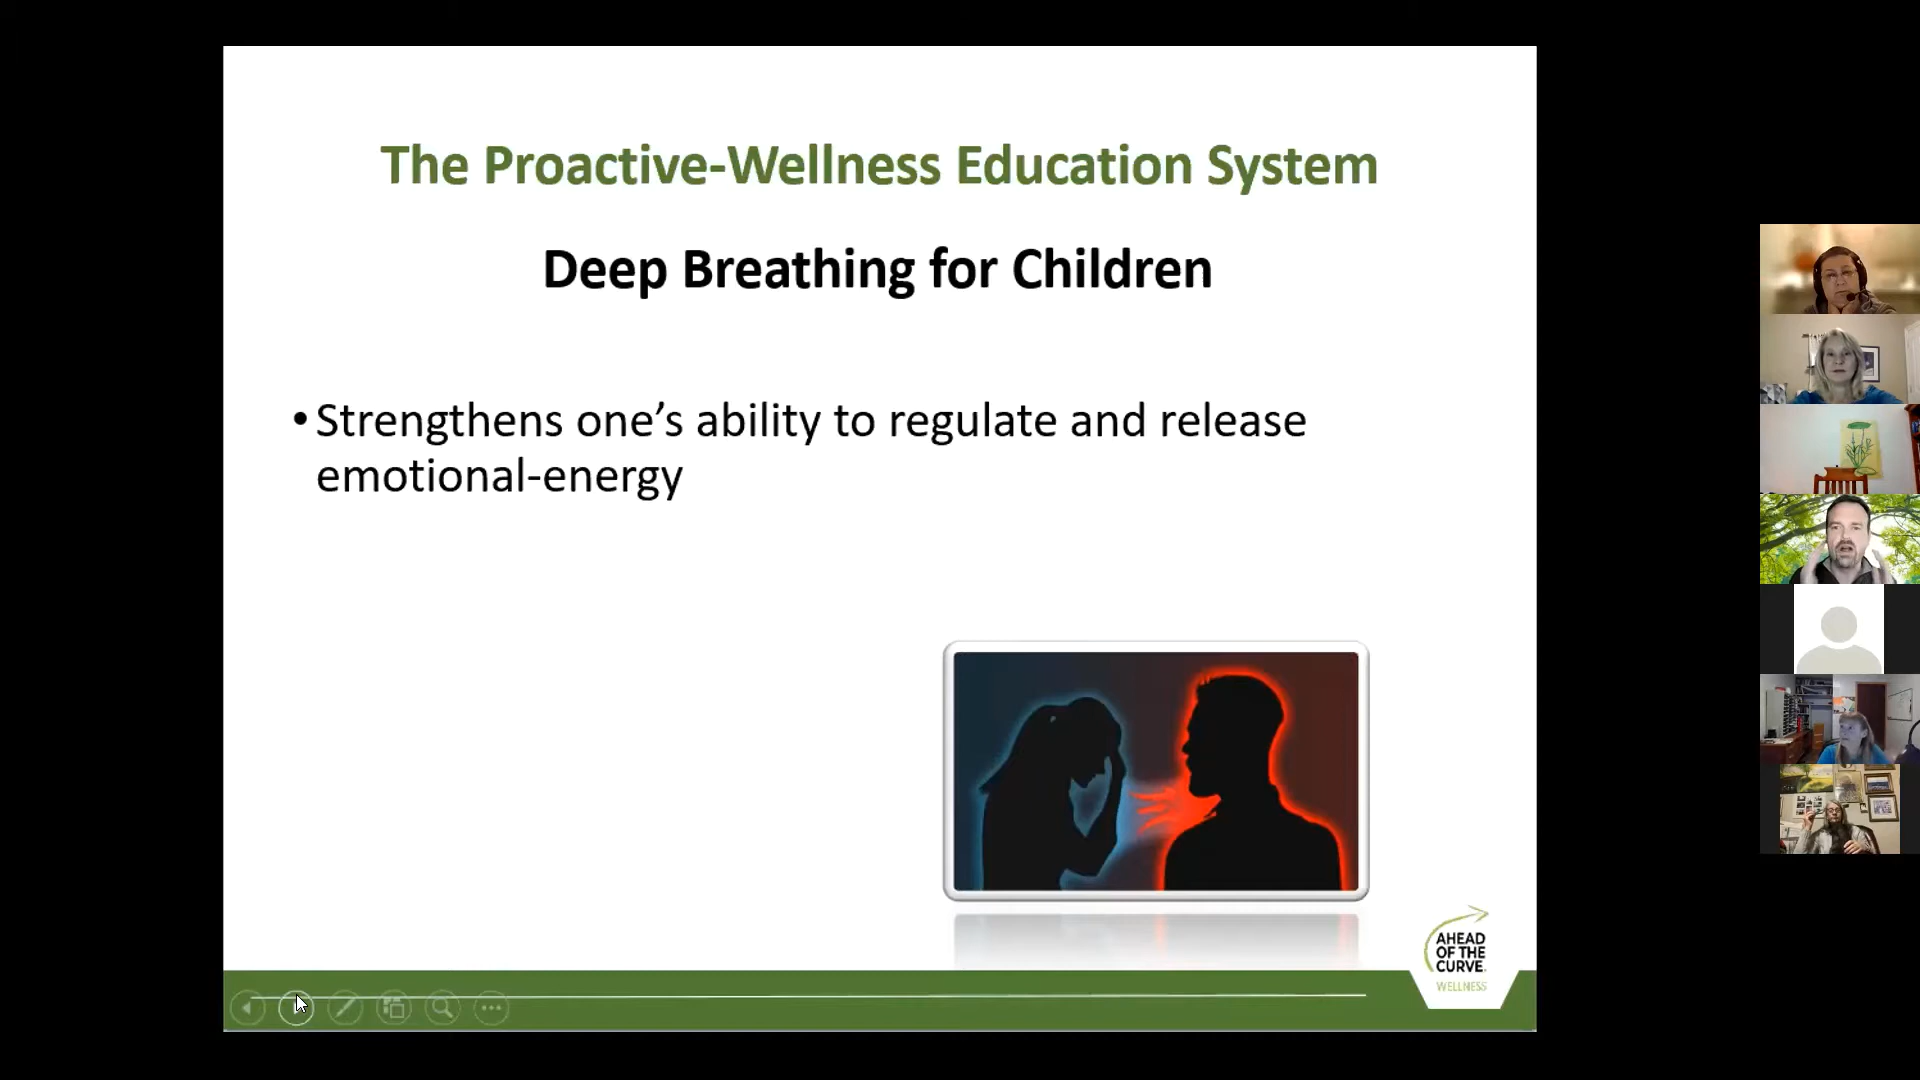 The Proactive-Wellness Education System
Deep Breathing for Children
•Strengthens one’s ability to regulate and release
emotional-energy
AHEAD
OF THE
CURVE.
WELLNESS